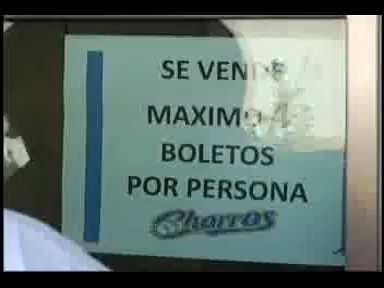 SE VENDE
MAXIMO 4
BOLETOS
POR PERSONA
Charros